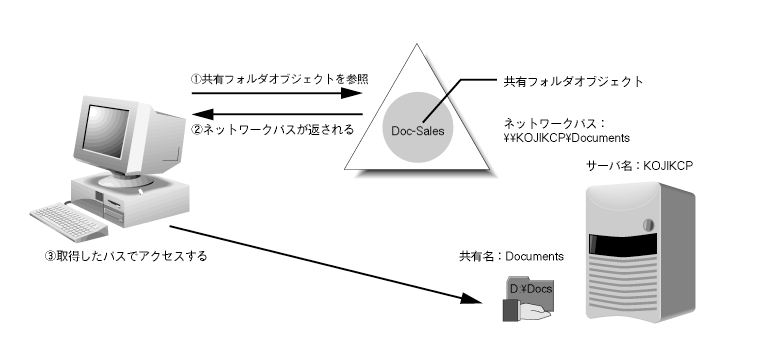 ①共有フォルダオブジェクトを参照
②ネットワークパスが返される
Doc-Sales
共有フォルダオブジェクト
ネットワークパス：
¥¥KOJIKCP¥Documents
サーバ名：KOJIKCP
③取得したパスでアクセスする
共有名：Documents
D:¥Docs